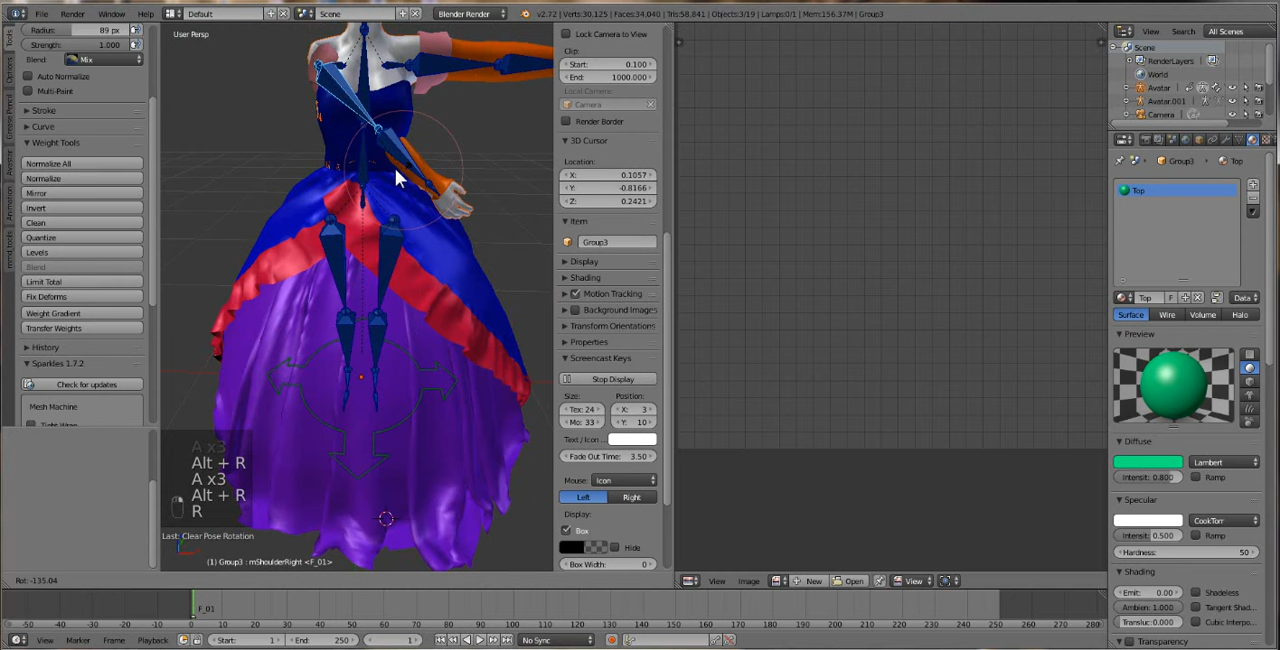 File Render Window Help Default Scene Blender Render v2.72 | Verts:30,125 | Faces:34,040 | Tris:58,841 | Objects:3/19 | Lamps:0/1 | Mem:156.37M | Group3
Radius: 89 px
Strength: 1.000
Blend: Mix
Auto Normalize
Multi-Paint
Stroke
Curve
Weight Tools
Normalize All
Normalize
Mirror
Invert
Clean
Quantize
Levels
Blend
Limit Total
Fix Deforms
Weight Gradient
Transfer Weights
History
Sparkles 1.7.2
Check for updates
Mesh Machine
Tools
Options
Grease Pencil
Avastar
Animation
User Persp
A x3
Alt + R
A x3
Alt + R
R
Last: Clear Pose Rotation
(1) Group3 : mShoulderRight <F_01>
Lock Camera to View
Clip:
Start: 0.100
End: 1000.000
Local Camera:
Camera
Render Border
3D Cursor
Location:
X: 0.1057
Y: -0.8166
Z: 0.2421
Item
Group3
Display
Shading
Motion Tracking
Background Images
Transform Orientations
Properties
Screencast Keys
Stop Display
Size: Position:
Tex: 24 X: 3
Mo: 33 Y: 10
Text / Icon ...
Fade Out Time: 3.50
Mouse: Icon
Left Right
Display:
Box
Hide
Box Width: 0
View Image New Open View
View Search All Scenes
Scene
RenderLayers
World
Avatar
Avatar.001
Camera
Group3 Top
Top
Top F Data
Surface Wire Volume Halo
Preview
Diffuse
Lambert
Intensit: 0.800 Ramp
Specular
CookTorr
Intensit: 0.500 Ramp
Hardness: 50
Shading
Emit: 0.00 Shadeless
Ambien: 1.000 Tangent Shad...
Transluc:0.000 Cubic Interpo...
Transparency
Rot: -135.04
F_01
-50 -40 -30 -20 -10 0 10 20 30 40 50 60 70 80 90 100 110 120 130 140 150 160 170 180 190 200 210 220 230 240 250 260 270 280
View Marker Frame Playback Start: 1 End: 250 1 No Sync